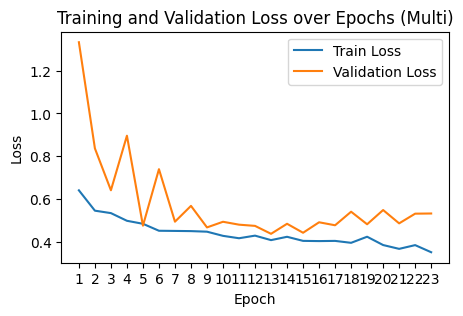 Training and Validation Loss over Epochs (Multi)
Train Loss
Validation Loss
1.2
1.0
0.8
0.6
0.4
Loss
1 2 3 4 5 6 7 8 9 10 11 12 13 14 15 16 17 18 19 20 21 22 23
Epoch